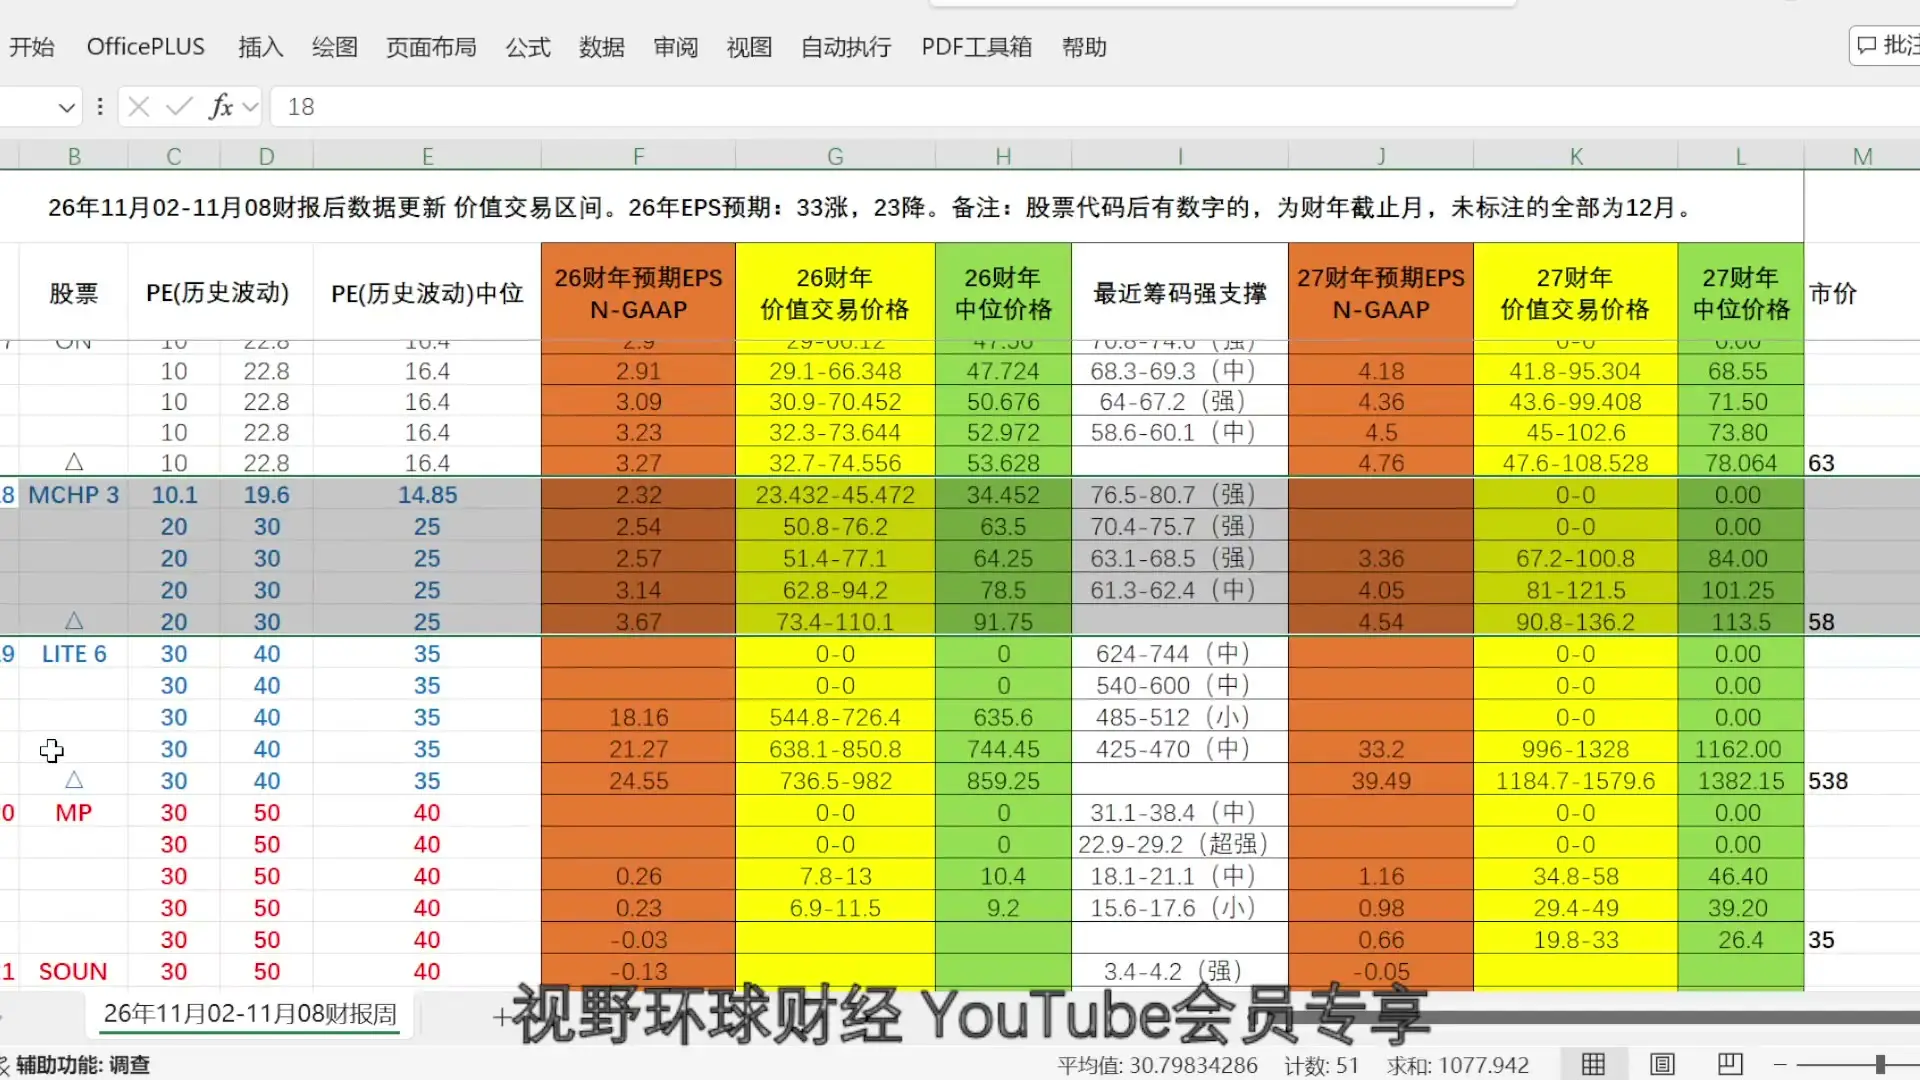 开始 OfficePLUS 插入 绘图 页面布局 公式 数据 审阅 视图 自动执行 PDF工具箱 帮助 批注
fx 18
B C D E F G H I J K L M
26年11月02-11月08财报后数据更新 价值交易区间。26年EPS预期：33涨，23降。备注：股票代码后有数字的，为财年截止月，未标注的全部为12月。
股票 PE(历史波动) PE(历史波动)中位 26财年预期EPS N-GAAP 26财年 价值交易价格 26财年 中位价格 最近筹码强支撑 27财年预期EPS N-GAAP 27财年 价值交易价格 27财年 中位价格 市价
7 ON 10 22.8 16.4 2.9 29-66.12 47.56 70.8-74.6（强） 0-0 0.00
10 22.8 16.4 2.91 29.1-66.348 47.724 68.3-69.3（中） 4.18 41.8-95.304 68.55
10 22.8 16.4 3.09 30.9-70.452 50.676 64-67.2（强） 4.36 43.6-99.408 71.50
10 22.8 16.4 3.23 32.3-73.644 52.972 58.6-60.1（中） 4.5 45-102.6 73.80
△ 10 22.8 16.4 3.27 32.7-74.556 53.628 4.76 47.6-108.528 78.064 63
8 MCHP 3 10.1 19.6 14.85 2.32 23.432-45.472 34.452 76.5-80.7（强） 0-0 0.00
20 30 25 2.54 50.8-76.2 63.5 70.4-75.7（强） 0-0 0.00
20 30 25 2.57 51.4-77.1 64.25 63.1-68.5（强） 3.36 67.2-100.8 84.00
20 30 25 3.14 62.8-94.2 78.5 61.3-62.4（中） 4.05 81-121.5 101.25
△ 20 30 25 3.67 73.4-110.1 91.75 4.54 90.8-136.2 113.5 58
9 LITE 6 30 40 35 0-0 0 624-744（中） 0-0 0.00
30 40 35 0-0 0 540-600（中） 0-0 0.00
30 40 35 18.16 544.8-726.4 635.6 485-512（小） 0-0 0.00
30 40 35 21.27 638.1-850.8 744.45 425-470（中） 33.2 996-1328 1162.00
△ 30 40 35 24.55 736.5-982 859.25 39.49 1184.7-1579.6 1382.15 538
0 MP 30 50 40 0-0 0 31.1-38.4（中） 0-0 0.00
30 50 40 0-0 0 22.9-29.2（超强） 0-0 0.00
30 50 40 0.26 7.8-13 10.4 18.1-21.1（中） 1.16 34.8-58 46.40
30 50 40 0.23 6.9-11.5 9.2 15.6-17.6（小） 0.98 29.4-49 39.20
30 50 40 -0.03 0.66 19.8-33 26.4 35
1 SOUN 30 50 40 -0.13 3.4-4.2（强） -0.05
26年11月02-11月08财报周
视野环球财经 YouTube会员专享
辅助功能: 调查 平均值: 30.79834286 计数: 51 求和: 1077.942